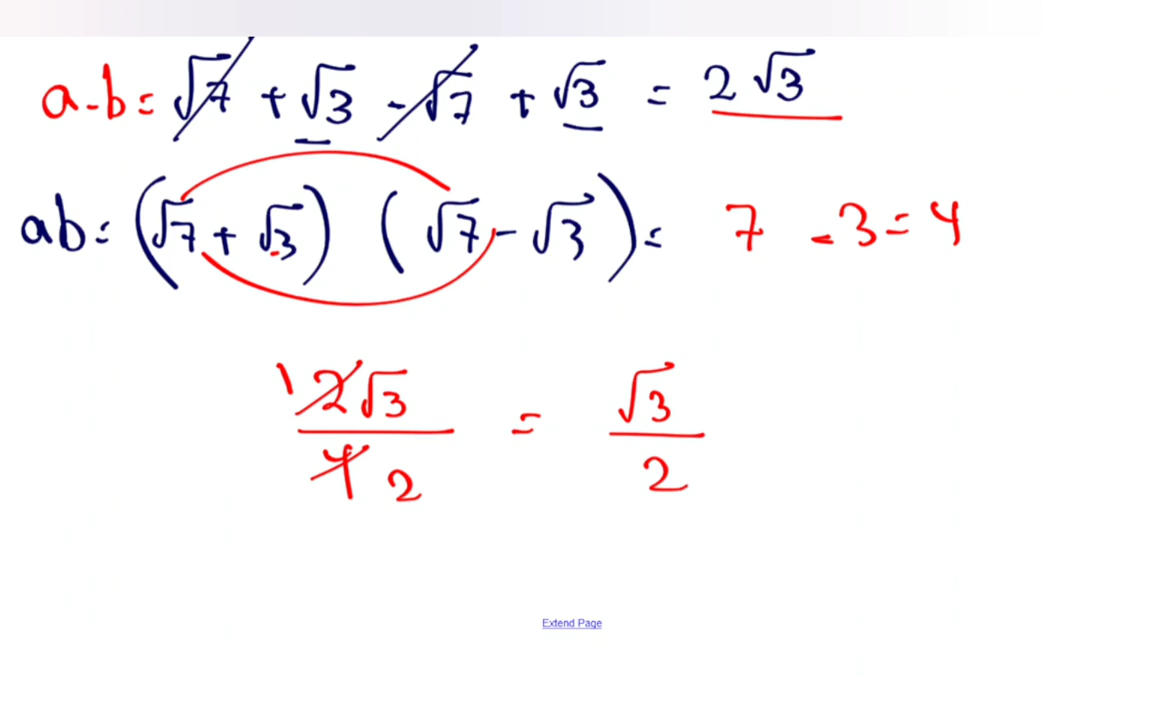 a-b= √7 + √3 - √7 + √3 = 2√3
ab= (√7 + √3) (√7 - √3) = 7 - 3 = 4
1 2√3 / 4 2 = √3 / 2
Extend Page